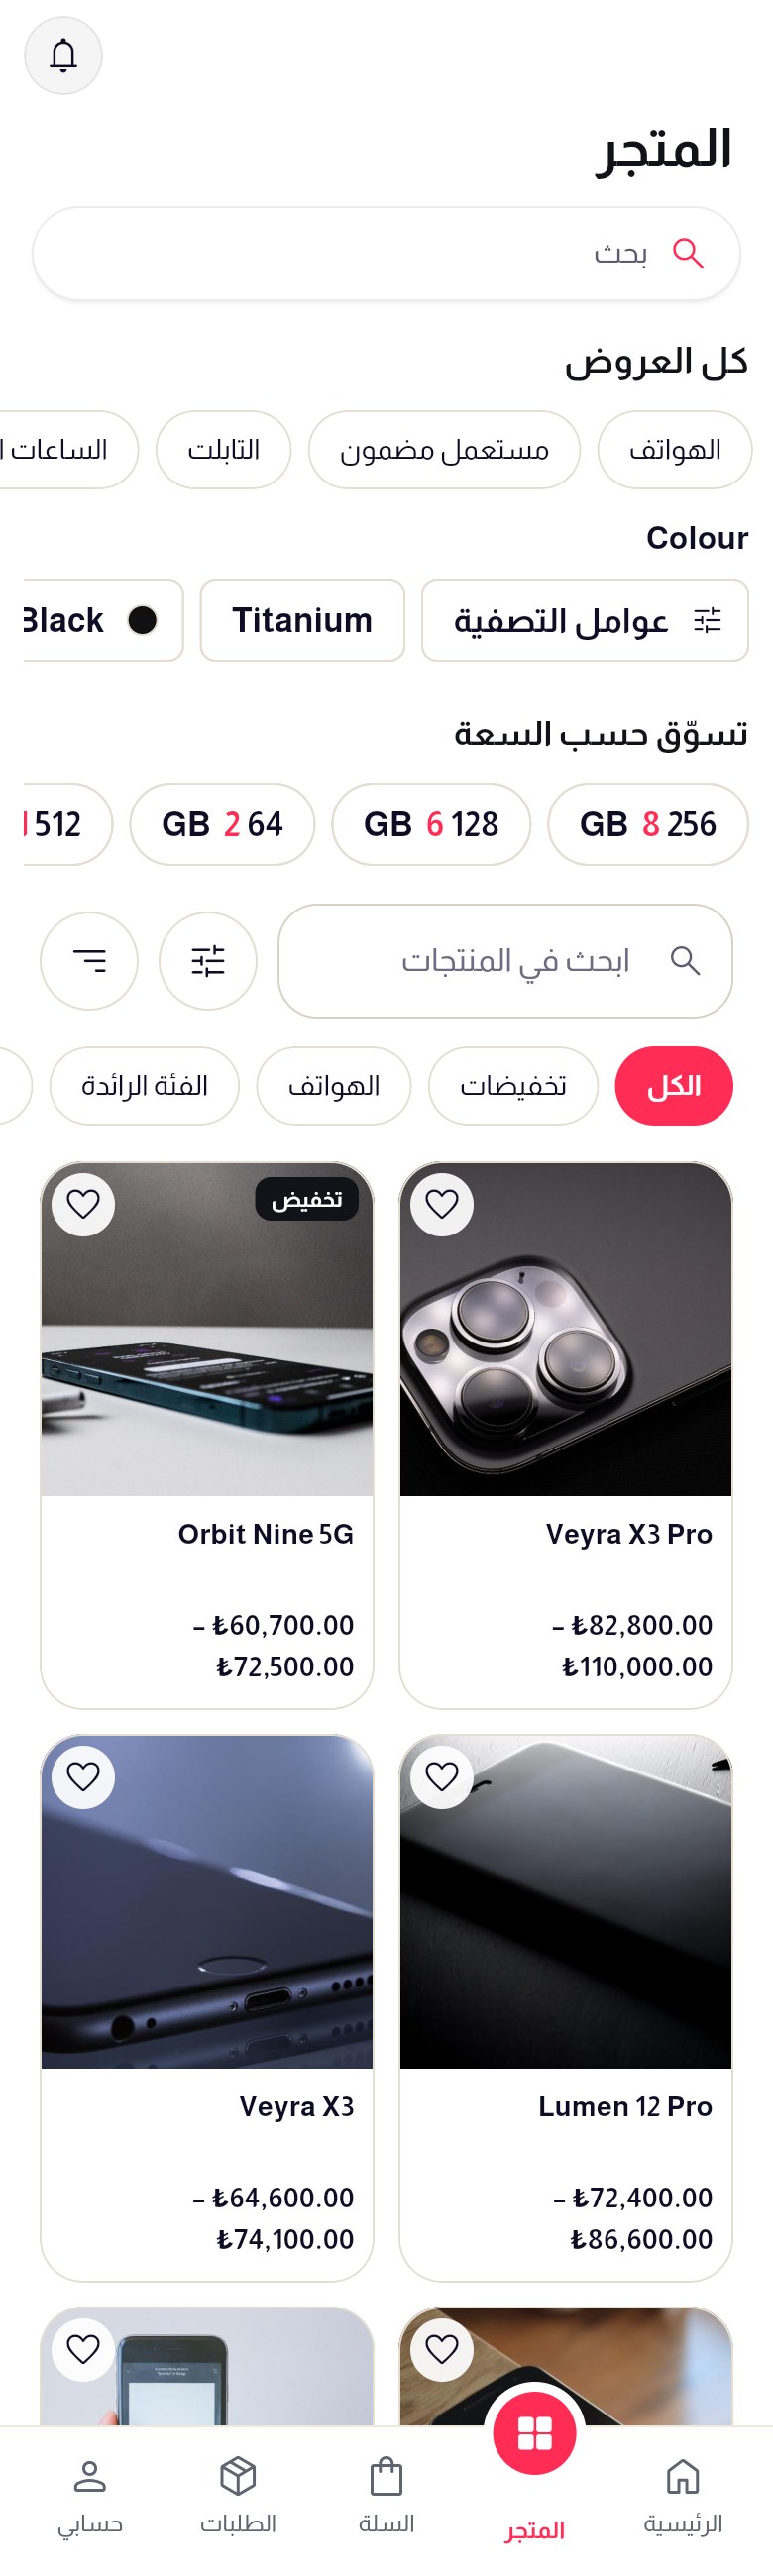 المتجر
بحث
كل العروض
الهواتف
مستعمل مضمون
التابلت
الساعات
Colour
عوامل التصفية
Titanium
Black
تسوّق حسب السعة
256 GB 8
128 GB 6
64 GB 2
512
ابحث في المنتجات
الكل
تخفيضات
الهواتف
الفئة الرائدة
Veyra X3 Pro
₺82,800.00 –
₺110,000.00
تخفيض
Orbit Nine 5G
₺60,700.00 –
₺72,500.00
Lumen 12 Pro
₺72,400.00 –
₺86,600.00
Veyra X3
₺64,600.00 –
₺74,100.00
الرئيسية
المتجر
السلة
الطلبات
حسابي